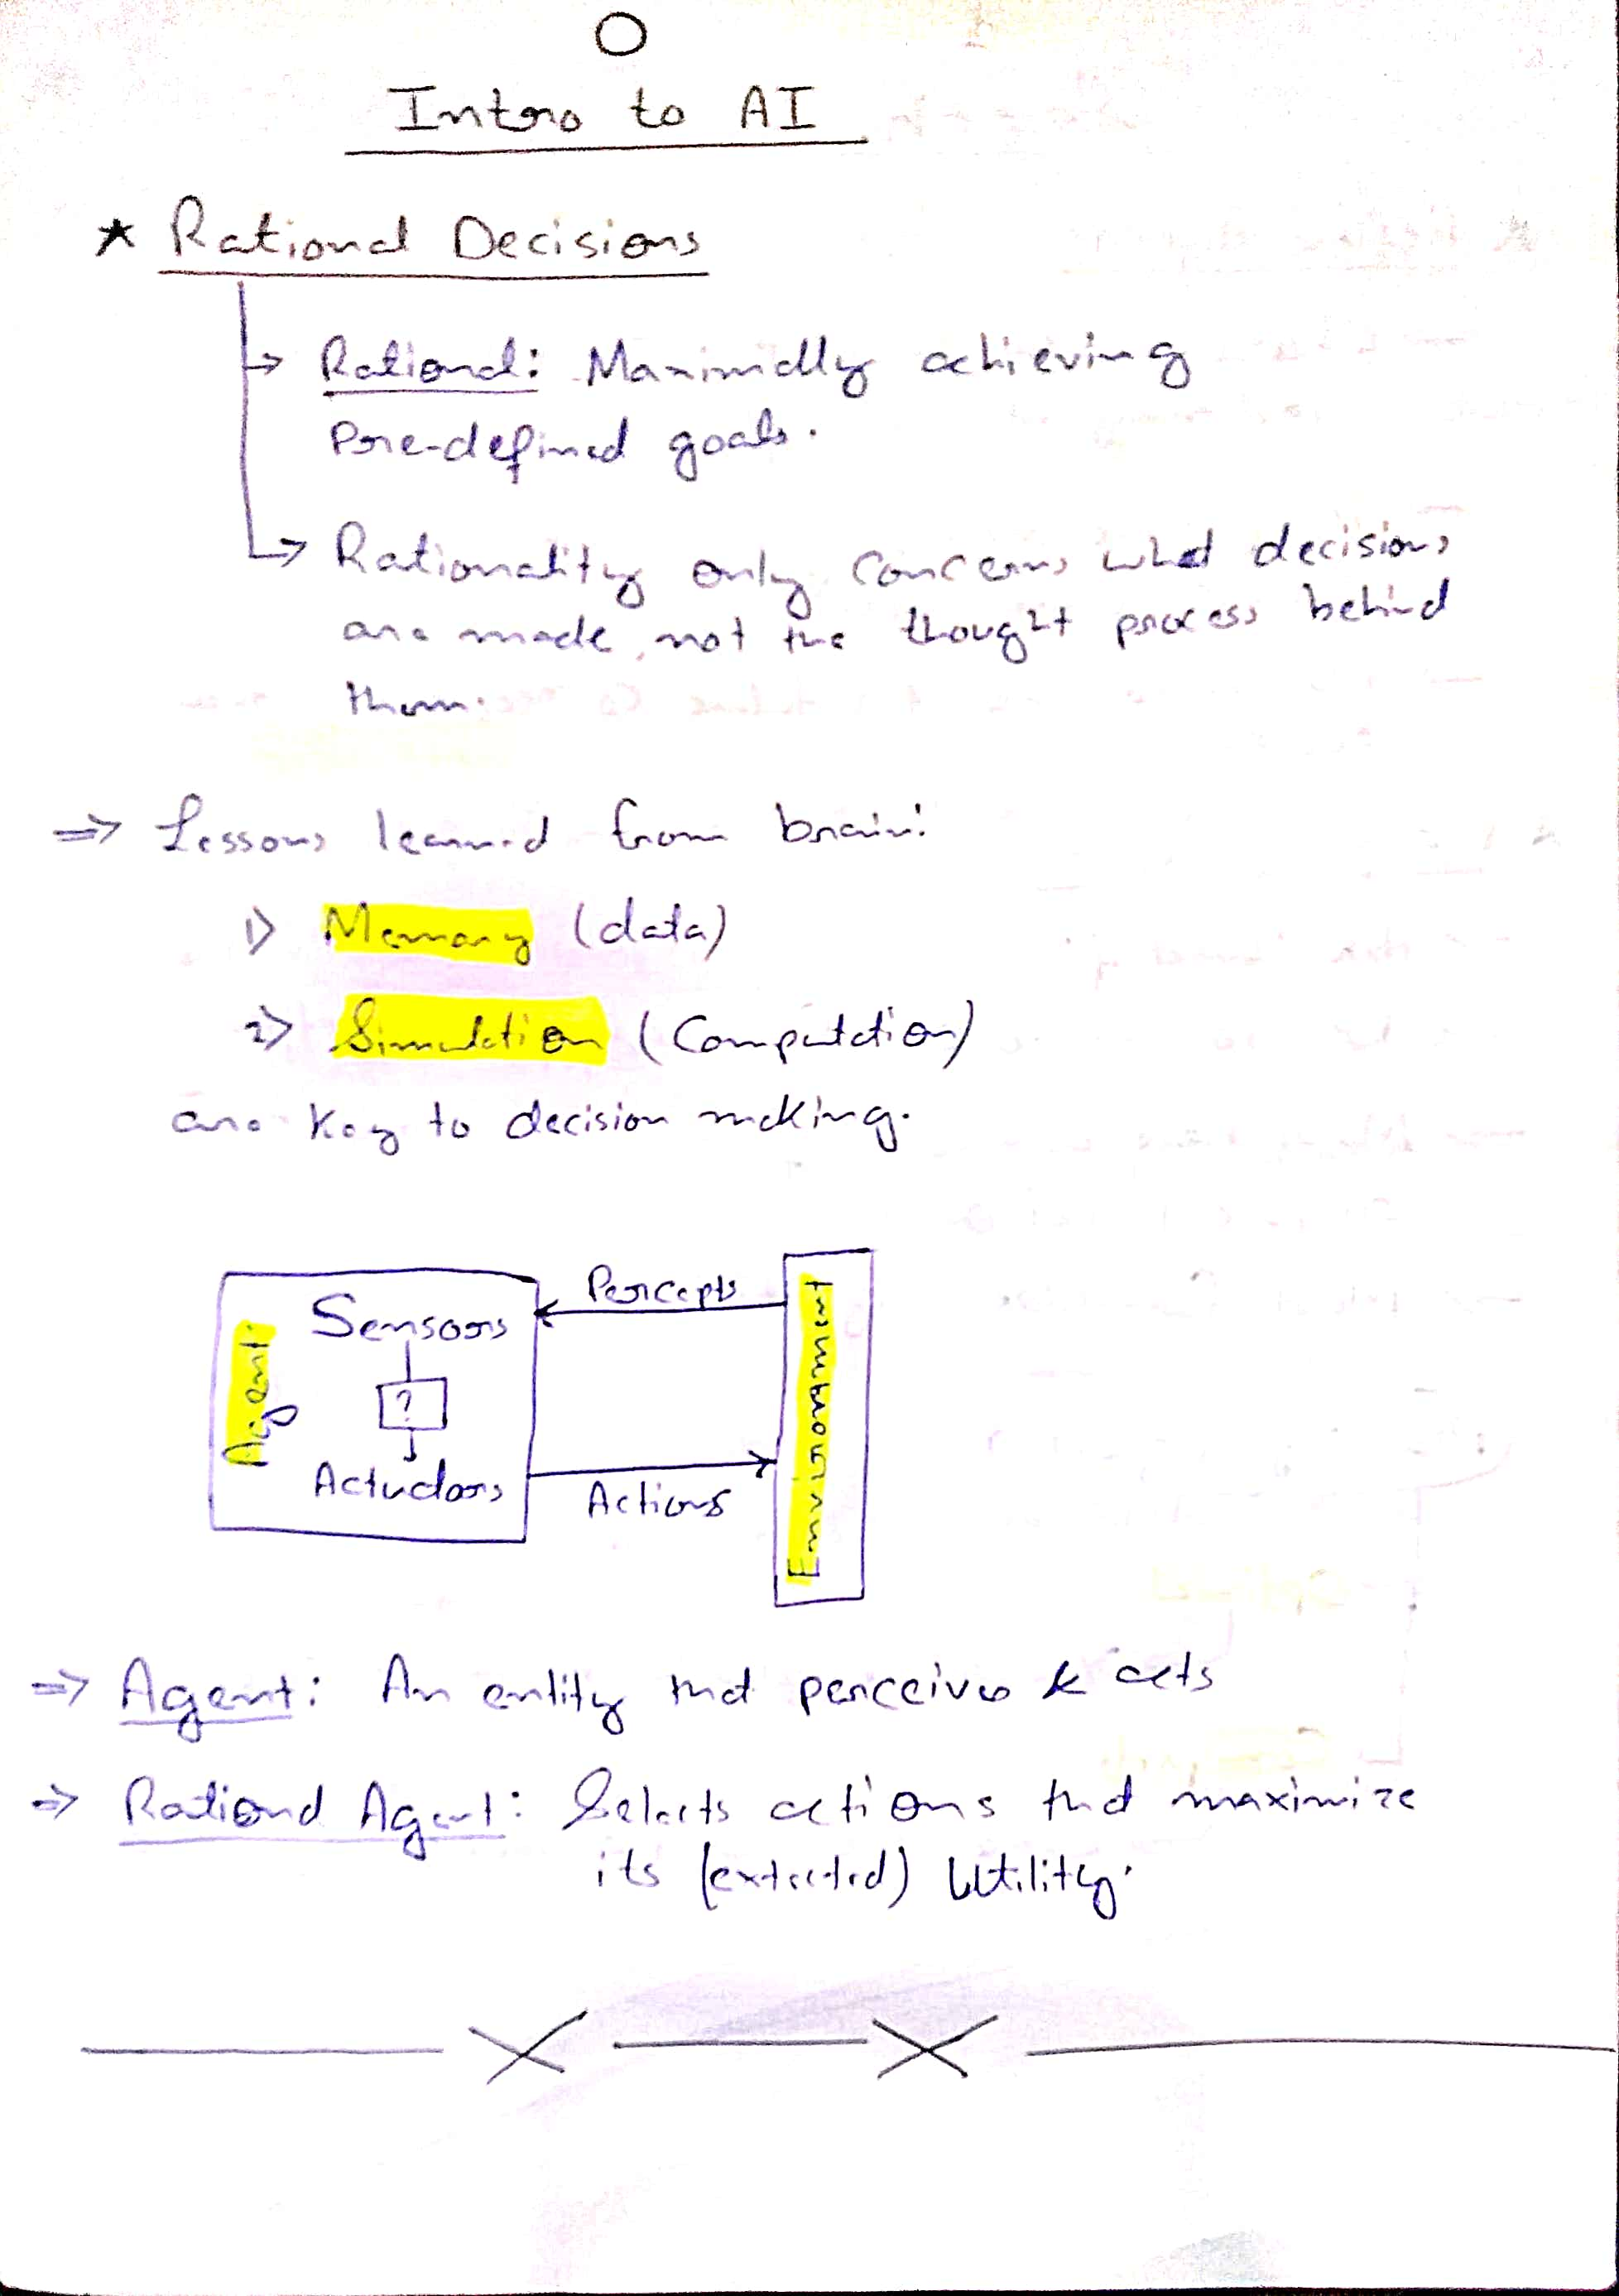 O
Intro to AI
★ Rational Decisions
→ Rational: Maximally achieving
Pre-defined goals.
→ Rationality only concerns what decisions
are made, not the thought process behind
them.
⇒ Lessons learned from brain:
1) Memory (data)
2) Simulation (Computation)
are key to decision making.
Agent
Sensors
?
Actuators
Percepts
Actions
Environment
⇒ Agent: An entity that perceives & acts
⇒ Rational Agent: Selects actions that maximize
its (expected) Utility.